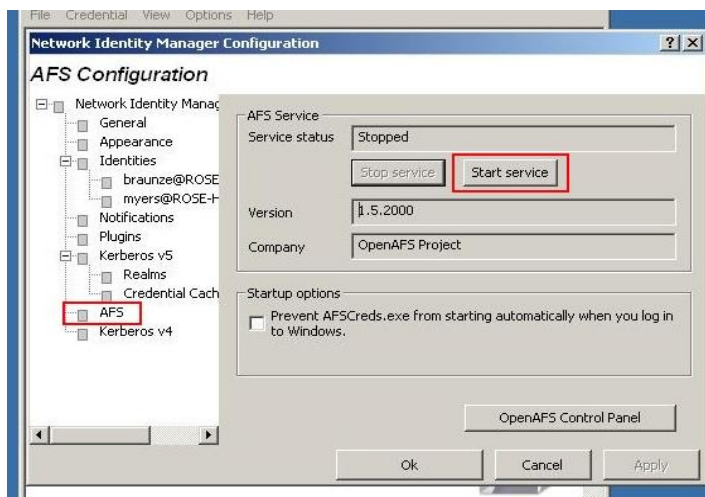 File Credential View Options Help
Network Identity Manager Configuration
AFS Configuration
Network Identity Manag
General
Appearance
Identities
braunze@ROSE
myers@ROSE-H
Notifications
Plugins
Kerberos v5
Realms
Credential Cach
AFS
Kerberos v4
AFS Service
Service status Stopped
Stop service Start service
Version 1.5.2000
Company OpenAFS Project
Startup options
Prevent AFSCreds.exe from starting automatically when you log in
to Windows.
OpenAFS Control Panel
Ok Cancel Apply